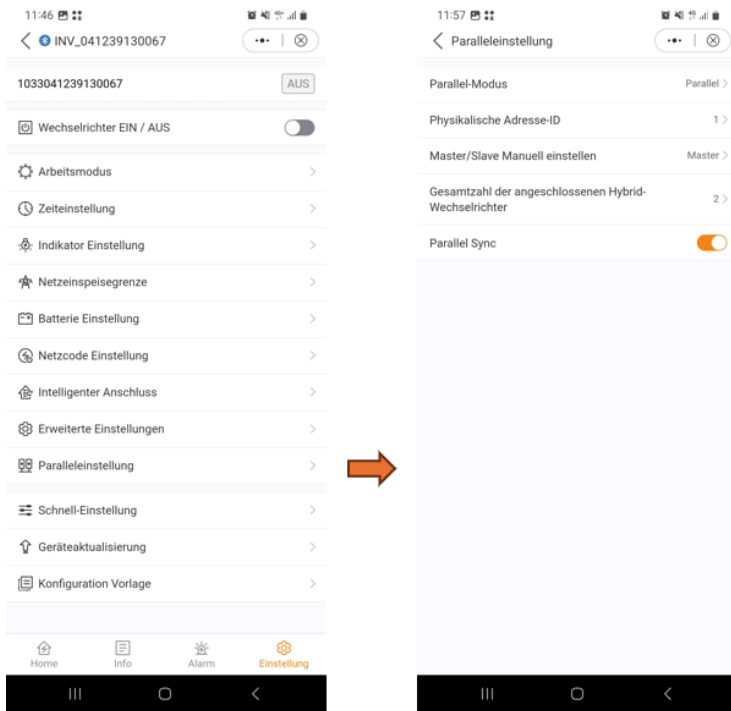 11:46
INV_041239130067
1033041239130067
AUS
Wechselrichter EIN / AUS
Arbeitsmodus
Zeiteinstellung
Indikator Einstellung
Netzeinspeisegrenze
Batterie Einstellung
Netzcode Einstellung
Intelligenter Anschluss
Erweiterte Einstellungen
Paralleleinstellung
Schnell-Einstellung
Geräteaktualisierung
Konfiguration Vorlage
Home Info Alarm Einstellung
11:57
Paralleleinstellung
Parallel-Modus Parallel
Physikalische Adresse-ID 1
Master/Slave Manuell einstellen Master
Gesamtzahl der angeschlossenen Hybrid-
Wechselrichter 2
Parallel Sync